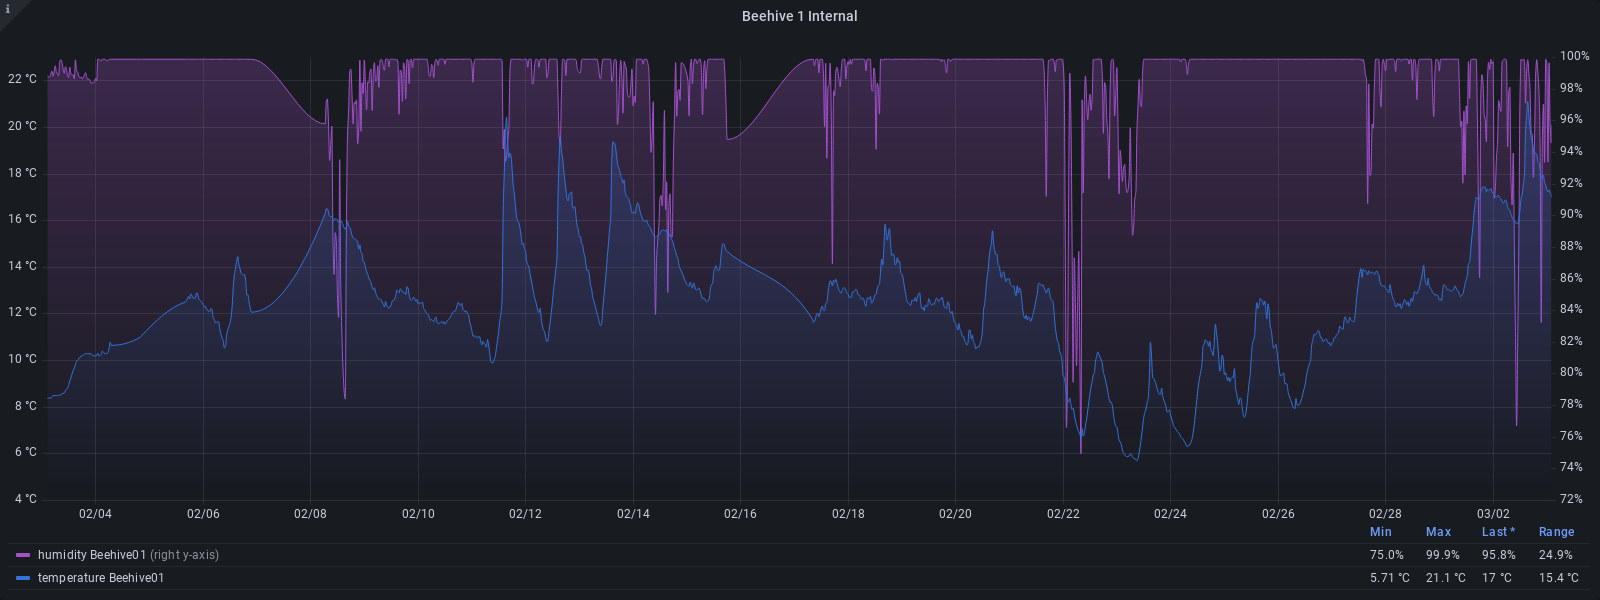 i
Beehive 1 Internal
22 °C
20 °C
18 °C
16 °C
14 °C
12 °C
10 °C
8 °C
6 °C
4 °C
100%
98%
96%
94%
92%
90%
88%
86%
84%
82%
80%
78%
76%
74%
72%
02/04 02/06 02/08 02/10 02/12 02/14 02/16 02/18 02/20 02/22 02/24 02/26 02/28 03/02
Min Max Last * Range
humidity Beehive01 (right y-axis) 75.0% 99.9% 95.8% 24.9%
temperature Beehive01 5.71 °C 21.1 °C 17 °C 15.4 °C